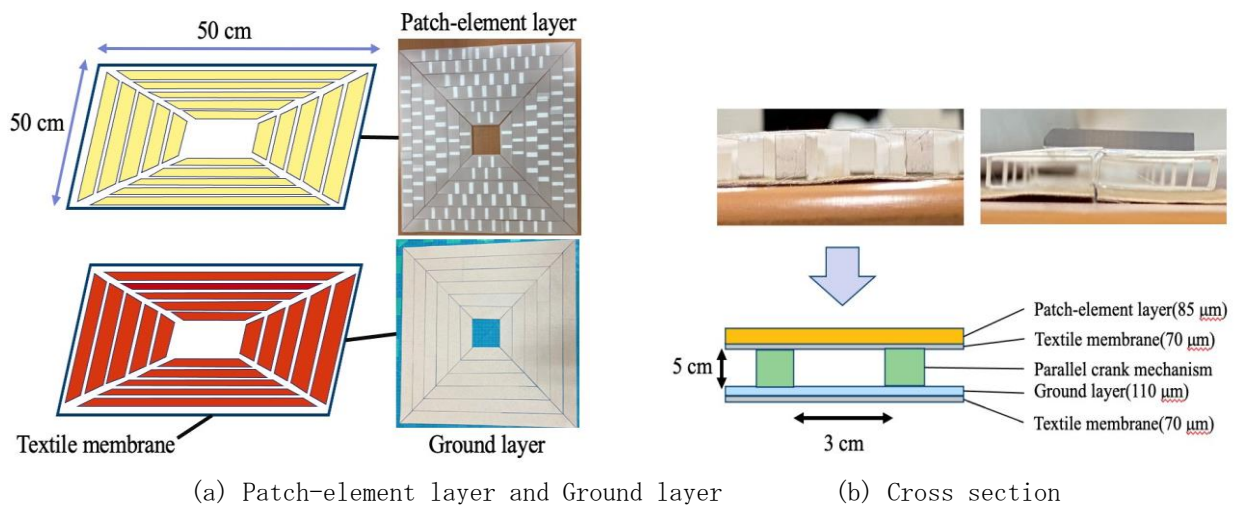 50 cm
50 cm
Patch-element layer
Textile membrane
Ground layer
Patch-element layer(85 μm)
Textile membrane(70 μm)
5 cm
Parallel crank mechanism
Ground layer(110 μm)
Textile membrane(70 μm)
3 cm
(a) Patch-element layer and Ground layer
(b) Cross section